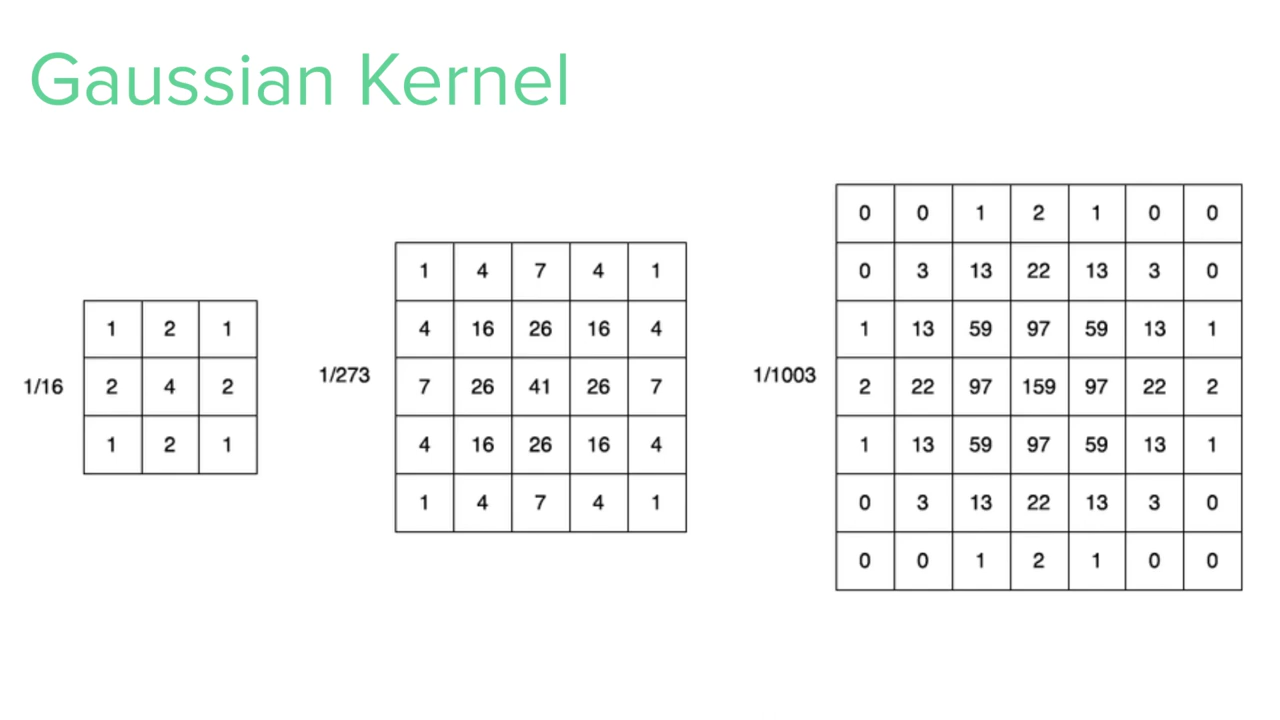 Gaussian Kernel
1/16
1 2 1
2 4 2
1 2 1
1/273
1 4 7 4 1
4 16 26 16 4
7 26 41 26 7
4 16 26 16 4
1 4 7 4 1
1/1003
0 0 1 2 1 0 0
0 3 13 22 13 3 0
1 13 59 97 59 13 1
2 22 97 159 97 22 2
1 13 59 97 59 13 1
0 3 13 22 13 3 0
0 0 1 2 1 0 0